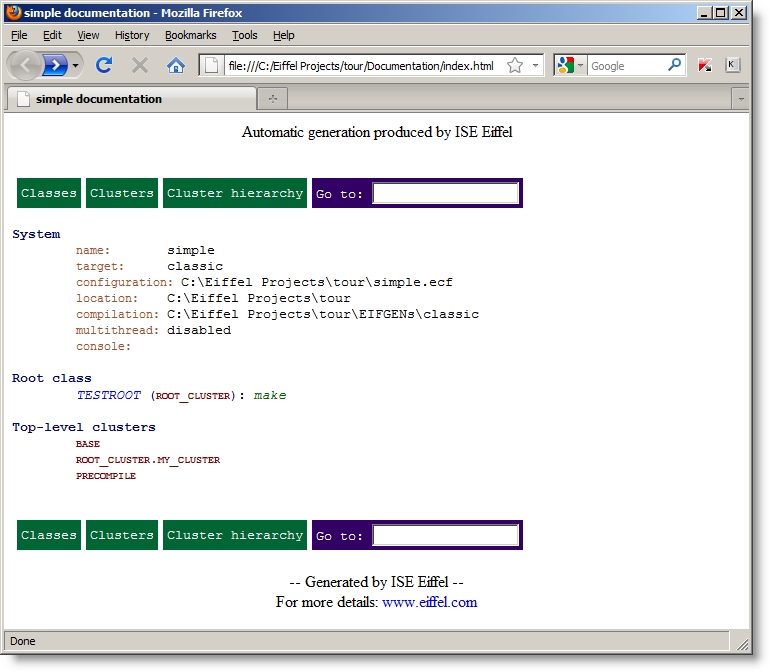 simple documentation - Mozilla Firefox
File Edit View History Bookmarks Tools Help
file:///C:/Eiffel Projects/tour/Documentation/index.html Google K
simple documentation
Automatic generation produced by ISE Eiffel
Classes Clusters Cluster hierarchy Go to:
System
name: simple
target: classic
configuration: C:\Eiffel Projects\tour\simple.ecf
location: C:\Eiffel Projects\tour
compilation: C:\Eiffel Projects\tour\EIFGENs\classic
multithread: disabled
console:
Root class
TESTROOT (ROOT_CLUSTER): make
Top-level clusters
BASE
ROOT_CLUSTER.MY_CLUSTER
PRECOMPILE
Classes Clusters Cluster hierarchy Go to:
-- Generated by ISE Eiffel --
For more details: www.eiffel.com
Done